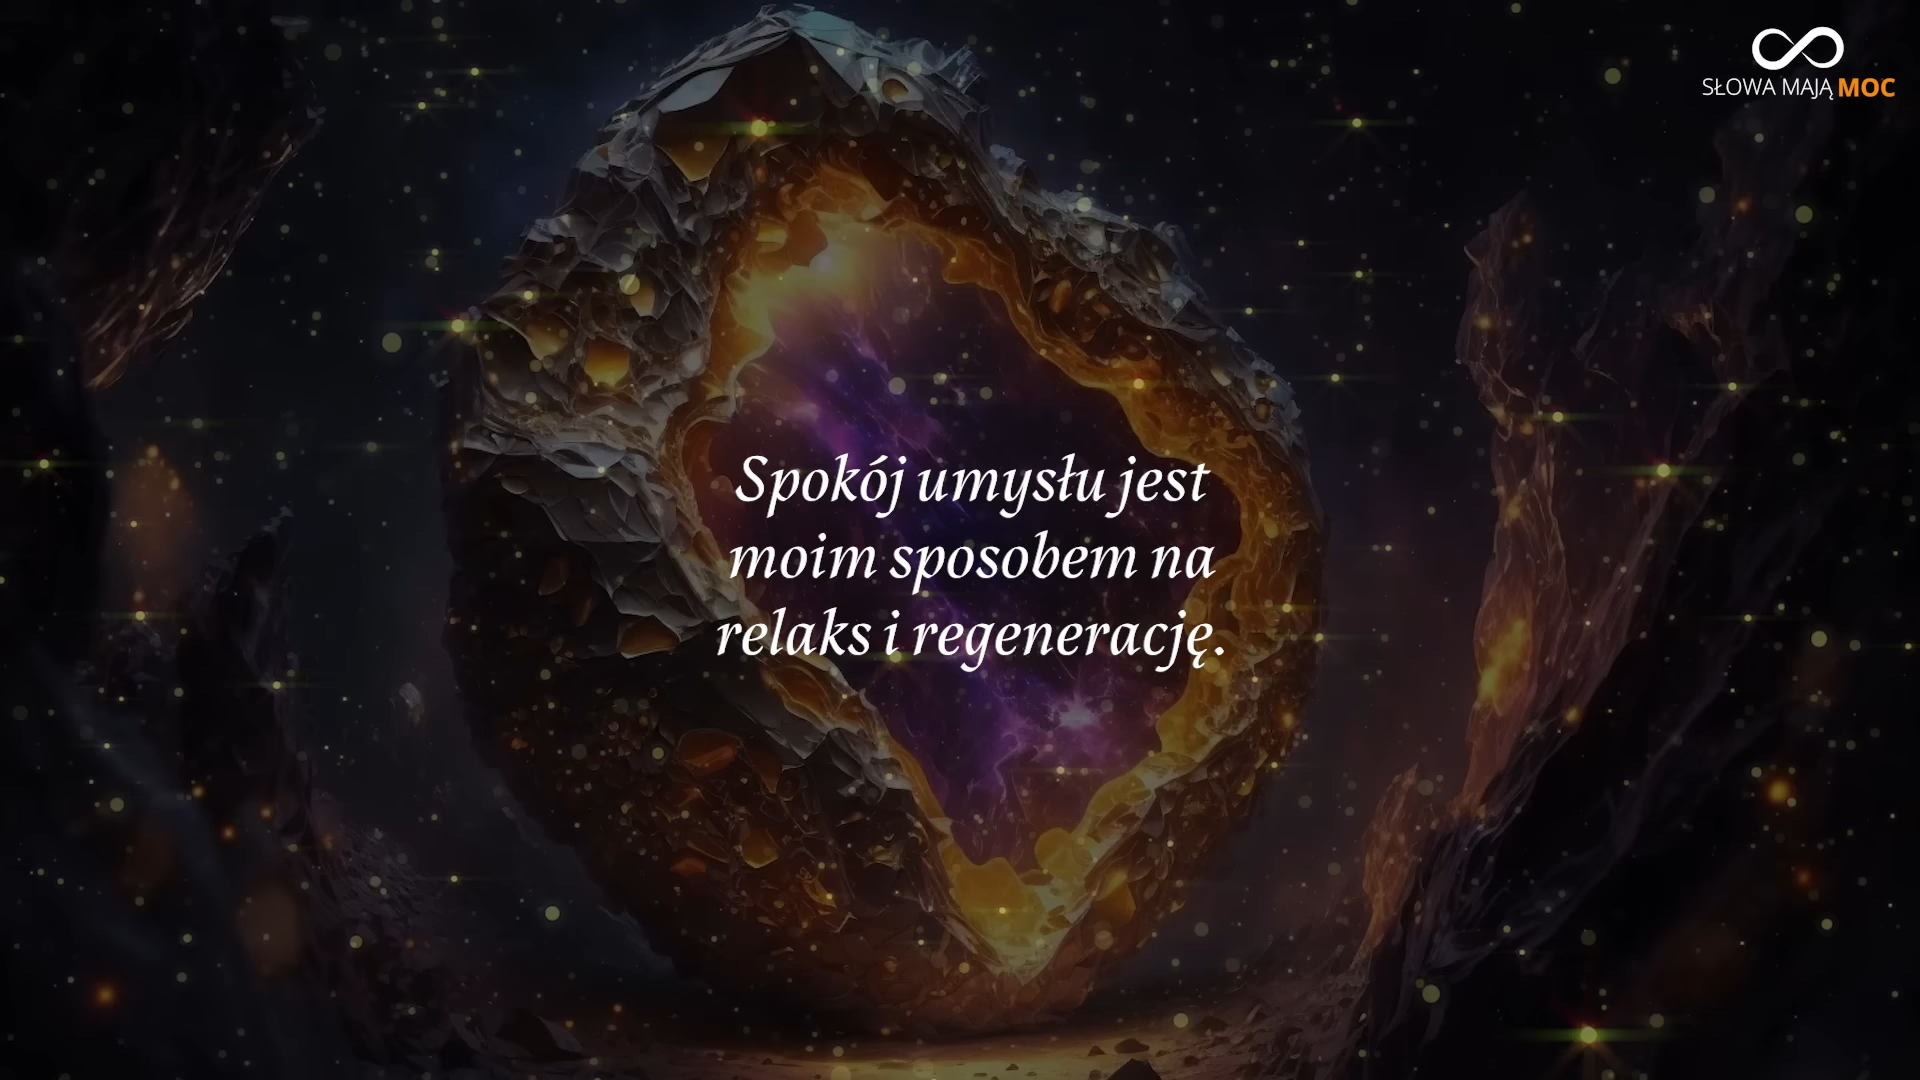 SŁOWA MAJĄ MOC
Spokój umysłu jest
moim sposobem na
relaks i regenerację.